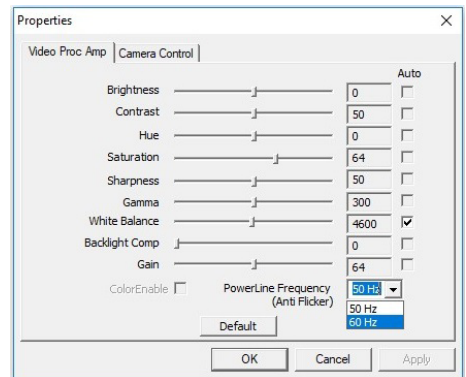 Properties
Video Proc Amp Camera Control
Auto
Brightness 0
Contrast 50
Hue 0
Saturation 64
Sharpness 50
Gamma 300
White Balance 4600
Backlight Comp 0
Gain 64
ColorEnable PowerLine Frequency 50 Hz
(Anti Flicker)
50 Hz
60 Hz
Default
OK Cancel Apply